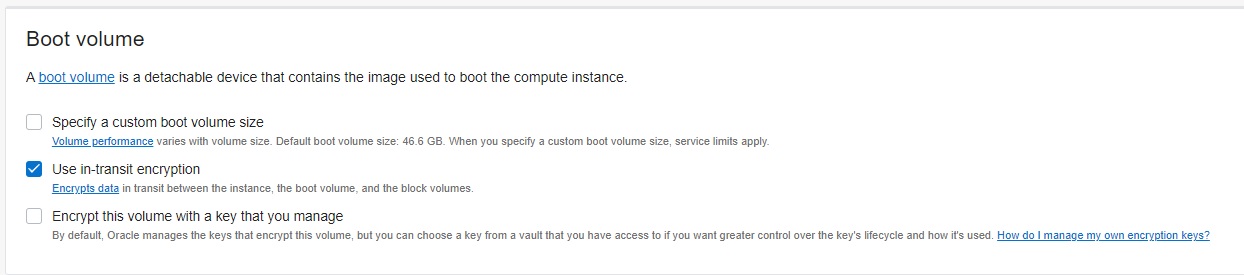 Boot volume
A boot volume is a detachable device that contains the image used to boot the compute instance.
Specify a custom boot volume size
Volume performance varies with volume size. Default boot volume size: 46.6 GB. When you specify a custom boot volume size, service limits apply.
Use in-transit encryption
Encrypts data in transit between the instance, the boot volume, and the block volumes.
Encrypt this volume with a key that you manage
By default, Oracle manages the keys that encrypt this volume, but you can choose a key from a vault that you have access to if you want greater control over the key's lifecycle and how it's used. How do I manage my own encryption keys?